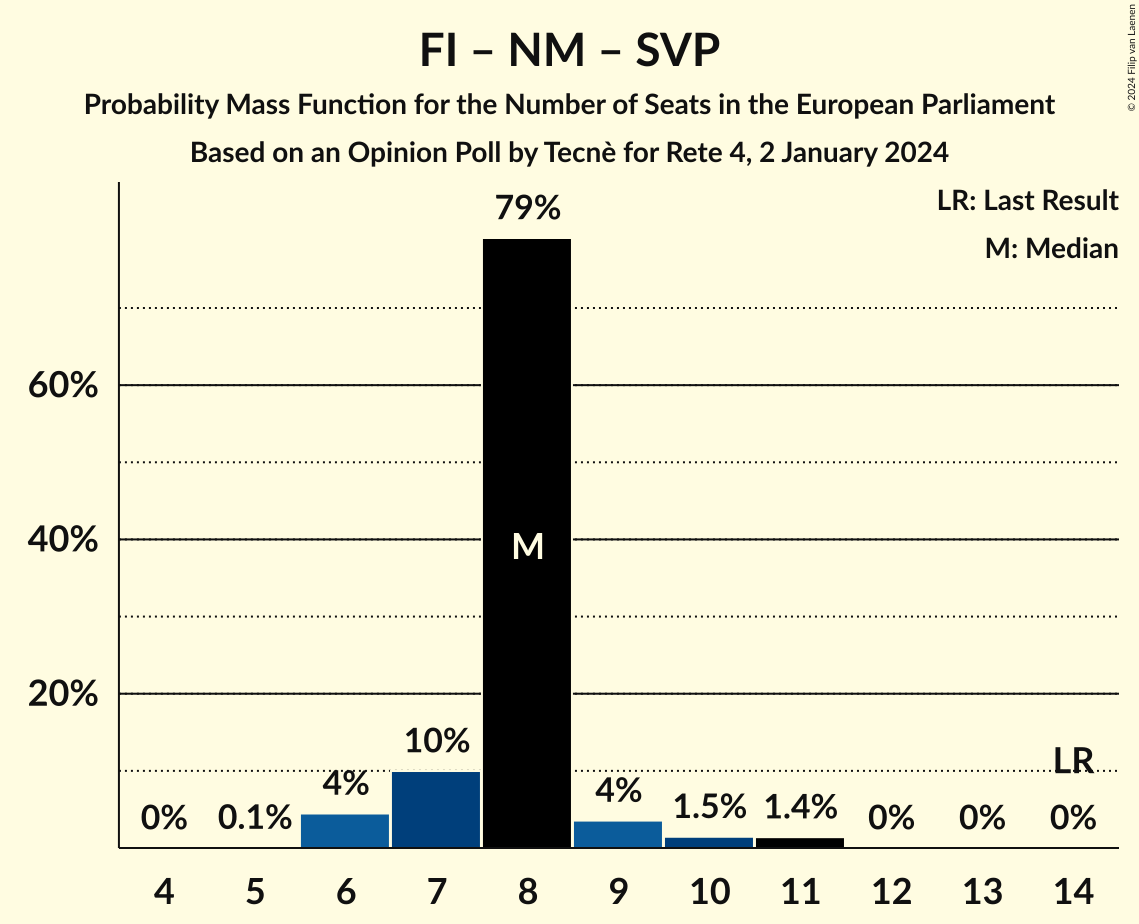 FI – NM – SVP
Probability Mass Function for the Number of Seats in the European Parliament
Based on an Opinion Poll by Tecnè for Rete 4, 2 January 2024
© 2024 Filip van Laenen
LR: Last Result
M: Median
79%
60%
40%
M
20%
10%
LR
4%
4%
0%
0.1%
1.5%
1.4%
0%
0%
0%
4 5 6 7 8 9 10 11 12 13 14